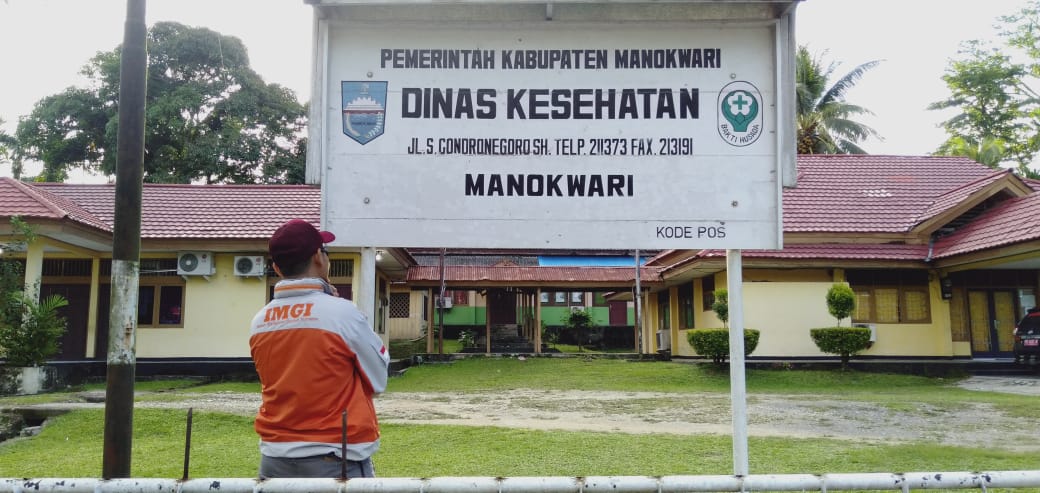 PEMERINTAH KABUPATEN MANOKWARI
DINAS KESEHATAN
BAKTI HUSADA
JL. S. CONDRONEGORO SH. TELP. 211373 FAX. 213191
MANOKWARI
KODE POS
IMGI